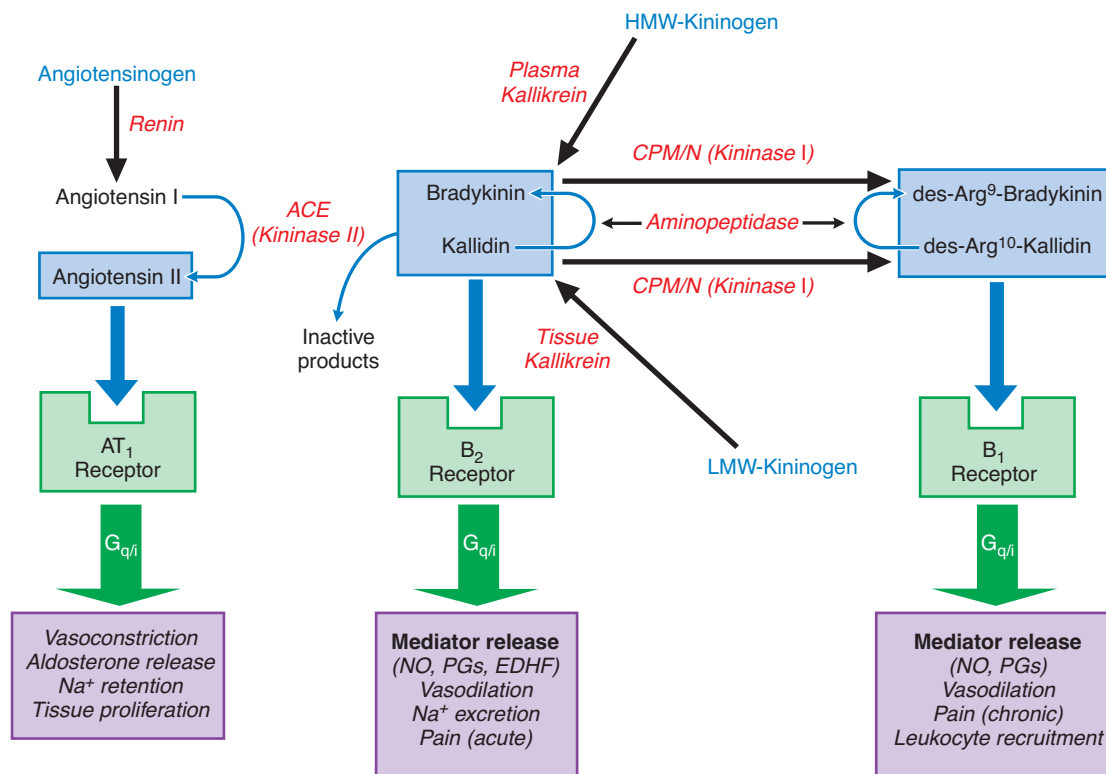 Angiotensinogen
Renin
Angiotensin I
ACE
(Kininase II)
Angiotensin II
AT₁
Receptor
G q/i
Vasoconstriction
Aldosterone release
Na⁺ retention
Tissue proliferation
HMW-Kininogen
Plasma
Kallikrein
Bradykinin
Kallidin
Inactive
products
CPM/N (Kininase I)
Aminopeptidase
CPM/N (Kininase I)
Tissue
Kallikrein
LMW-Kininogen
B₂
Receptor
G q/i
Mediator release
(NO, PGs, EDHF)
Vasodilation
Na⁺ excretion
Pain (acute)
des-Arg⁹-Bradykinin
des-Arg¹⁰-Kallidin
B₁
Receptor
G q/i
Mediator release
(NO, PGs)
Vasodilation
Pain (chronic)
Leukocyte recruitment